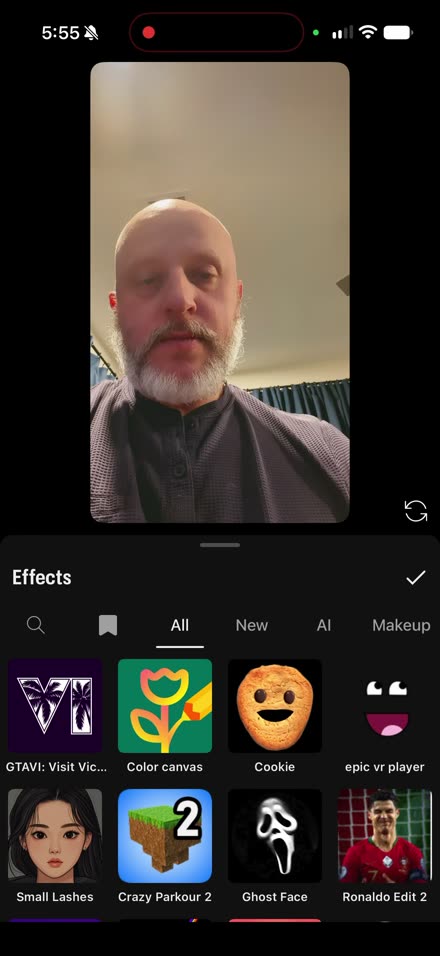 5:55
Effects
All New AI Makeup
VI
GTAVI: Visit Vic... Color canvas Cookie epic vr player
2
Small Lashes Crazy Parkour 2 Ghost Face Ronaldo Edit 2